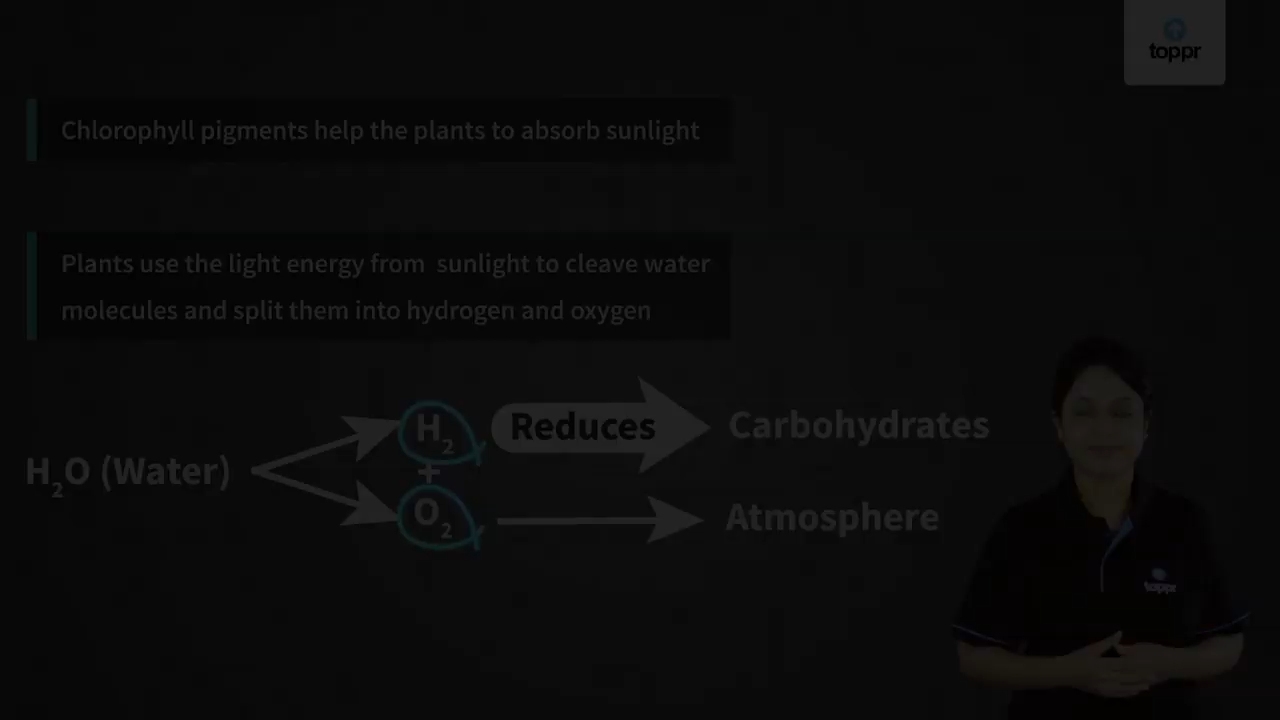 toppr
Chlorophyll pigments help the plants to absorb sunlight
Plants use the light energy from sunlight to cleave water
molecules and split them into hydrogen and oxygen
H₂ Reduces Carbohydrates
H₂O (Water) +
O₂ Atmosphere
toppr